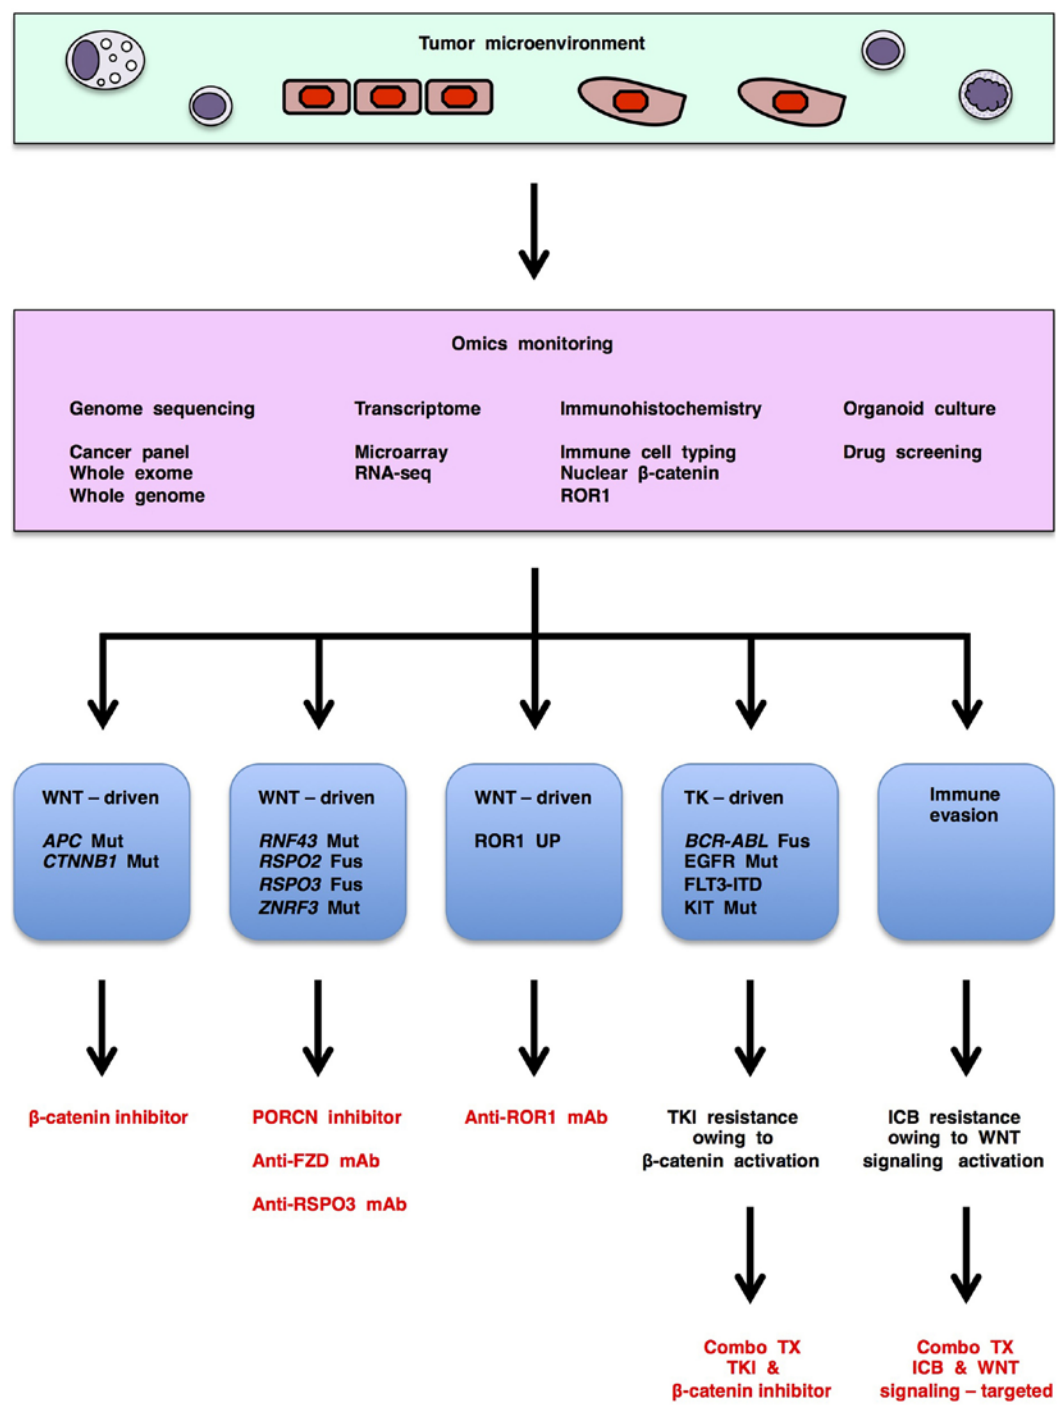 Tumor microenvironment
Omics monitoring
Genome sequencing
Cancer panel
Whole exome
Whole genome
Transcriptome
Microarray
RNA-seq
Immunohistochemistry
Immune cell typing
Nuclear β-catenin
ROR1
Organoid culture
Drug screening
WNT – driven
APC Mut
CTNNB1 Mut
WNT – driven
RNF43 Mut
RSPO2 Fus
RSPO3 Fus
ZNRF3 Mut
WNT – driven
ROR1 UP
TK – driven
BCR-ABL Fus
EGFR Mut
FLT3-ITD
KIT Mut
Immune
evasion
β-catenin inhibitor
PORCN inhibitor
Anti-FZD mAb
Anti-RSPO3 mAb
Anti-ROR1 mAb
TKI resistance
owing to
β-catenin activation
ICB resistance
owing to WNT
signaling activation
Combo TX
TKI &
β-catenin inhibitor
Combo TX
ICB & WNT
signaling – targeted